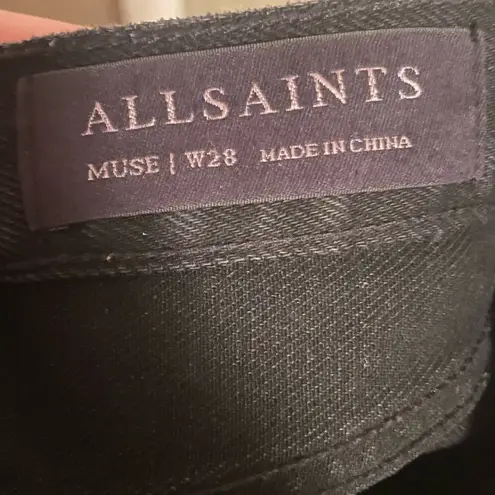 ALLSAINTS
MUSE | W28 MADE IN CHINA